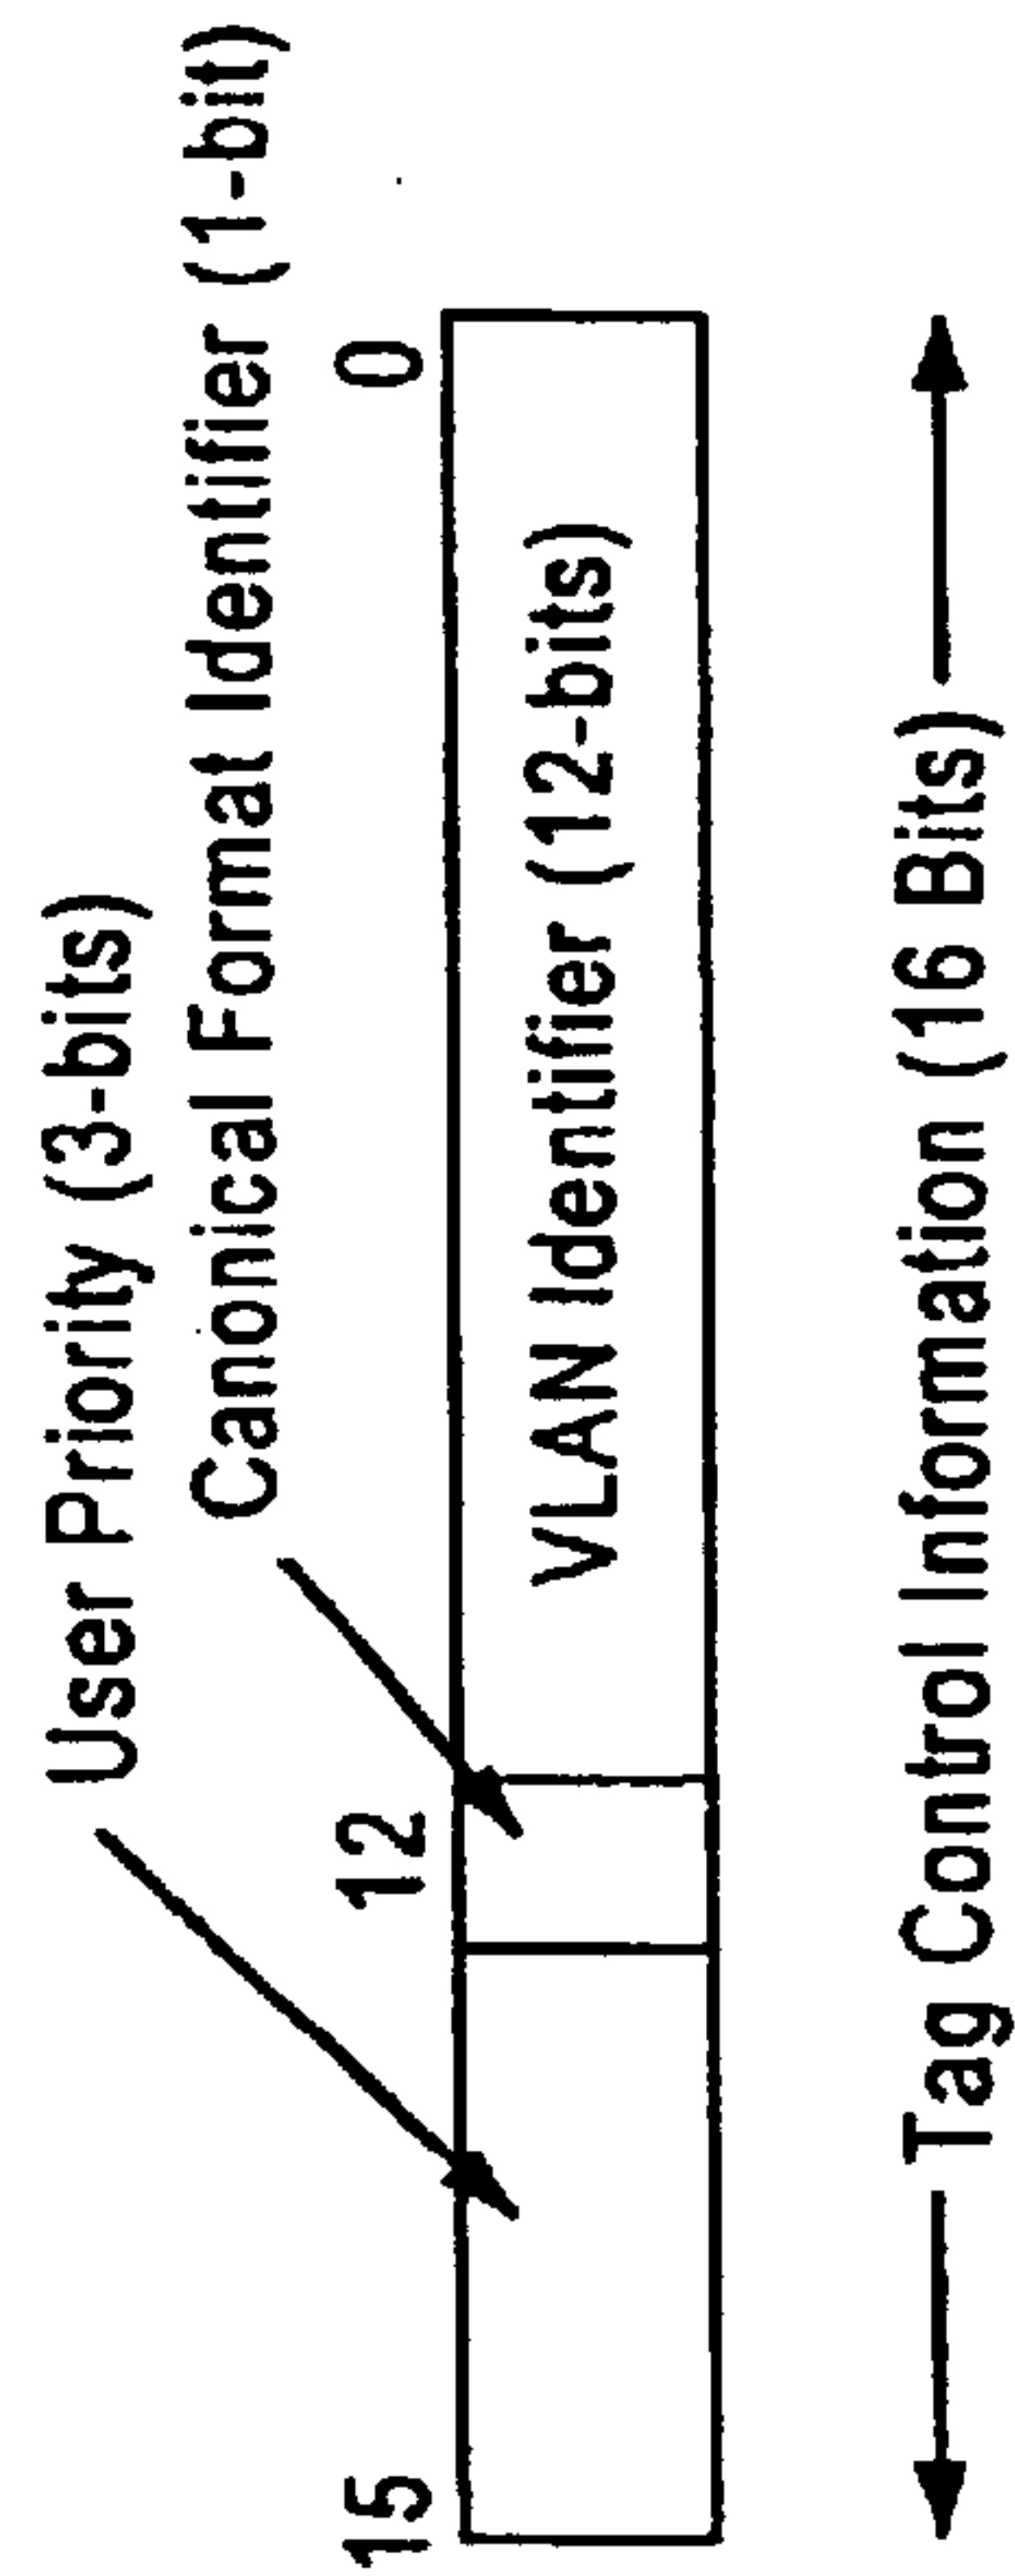 User Priority (3-bits)
Canonical Format Identifier (1-bit)
15 12 0
VLAN Identifier (12-bits)
Tag Control Information (16 Bits)